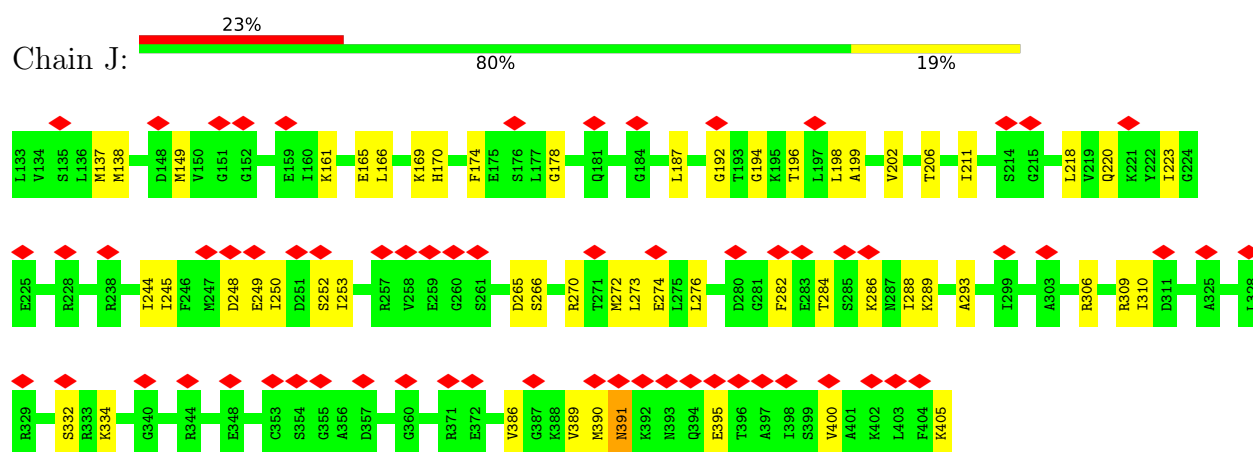 23%
Chain J:
80% 19%
L133 V134 S135 L136 M137 M138 D148 M149 V150 G151 G152 E159 I160 K161 E165 L166 K169 H170 F174 E175 S176 L177 G178 Q181 G184 L187 G192 T193 G194 K195 T196 L197 L198 A199 V202 T206 I211 S214 G215 L218 V219 Q220 K221 Y222 I223 G224
E225 R228 R238 I244 I245 F246 M247 D248 E249 I250 D251 S252 I253 R257 V258 E259 G260 S261 D265 S266 R270 T271 M272 L273 E274 L275 L276 D280 G281 F282 E283 T284 S285 K286 N287 I288 K289 A293 I299 A303 R306 R309 I310 D311 A325 L328
R329 S332 R333 K334 G340 R344 E348 C353 S354 G355 A356 D357 G360 R371 E372 V386 G387 K388 V389 M390 N391 K392 N393 Q394 E395 T396 A397 I398 S399 V400 A401 K402 L403 F404 K405